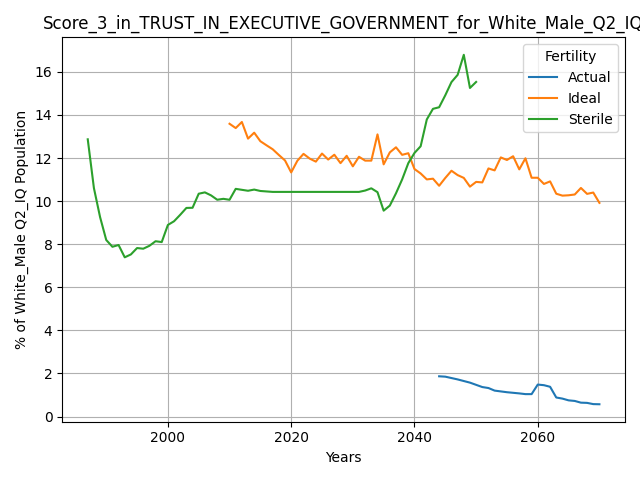 Score_3_in_TRUST_IN_EXECUTIVE_GOVERNMENT_for_White_Male_Q2_IQ
Fertility
Actual
Ideal
Sterile
% of White_Male Q2_IQ Population
16
14
12
10
8
6
4
2
0
2000 2020 2040 2060
Years